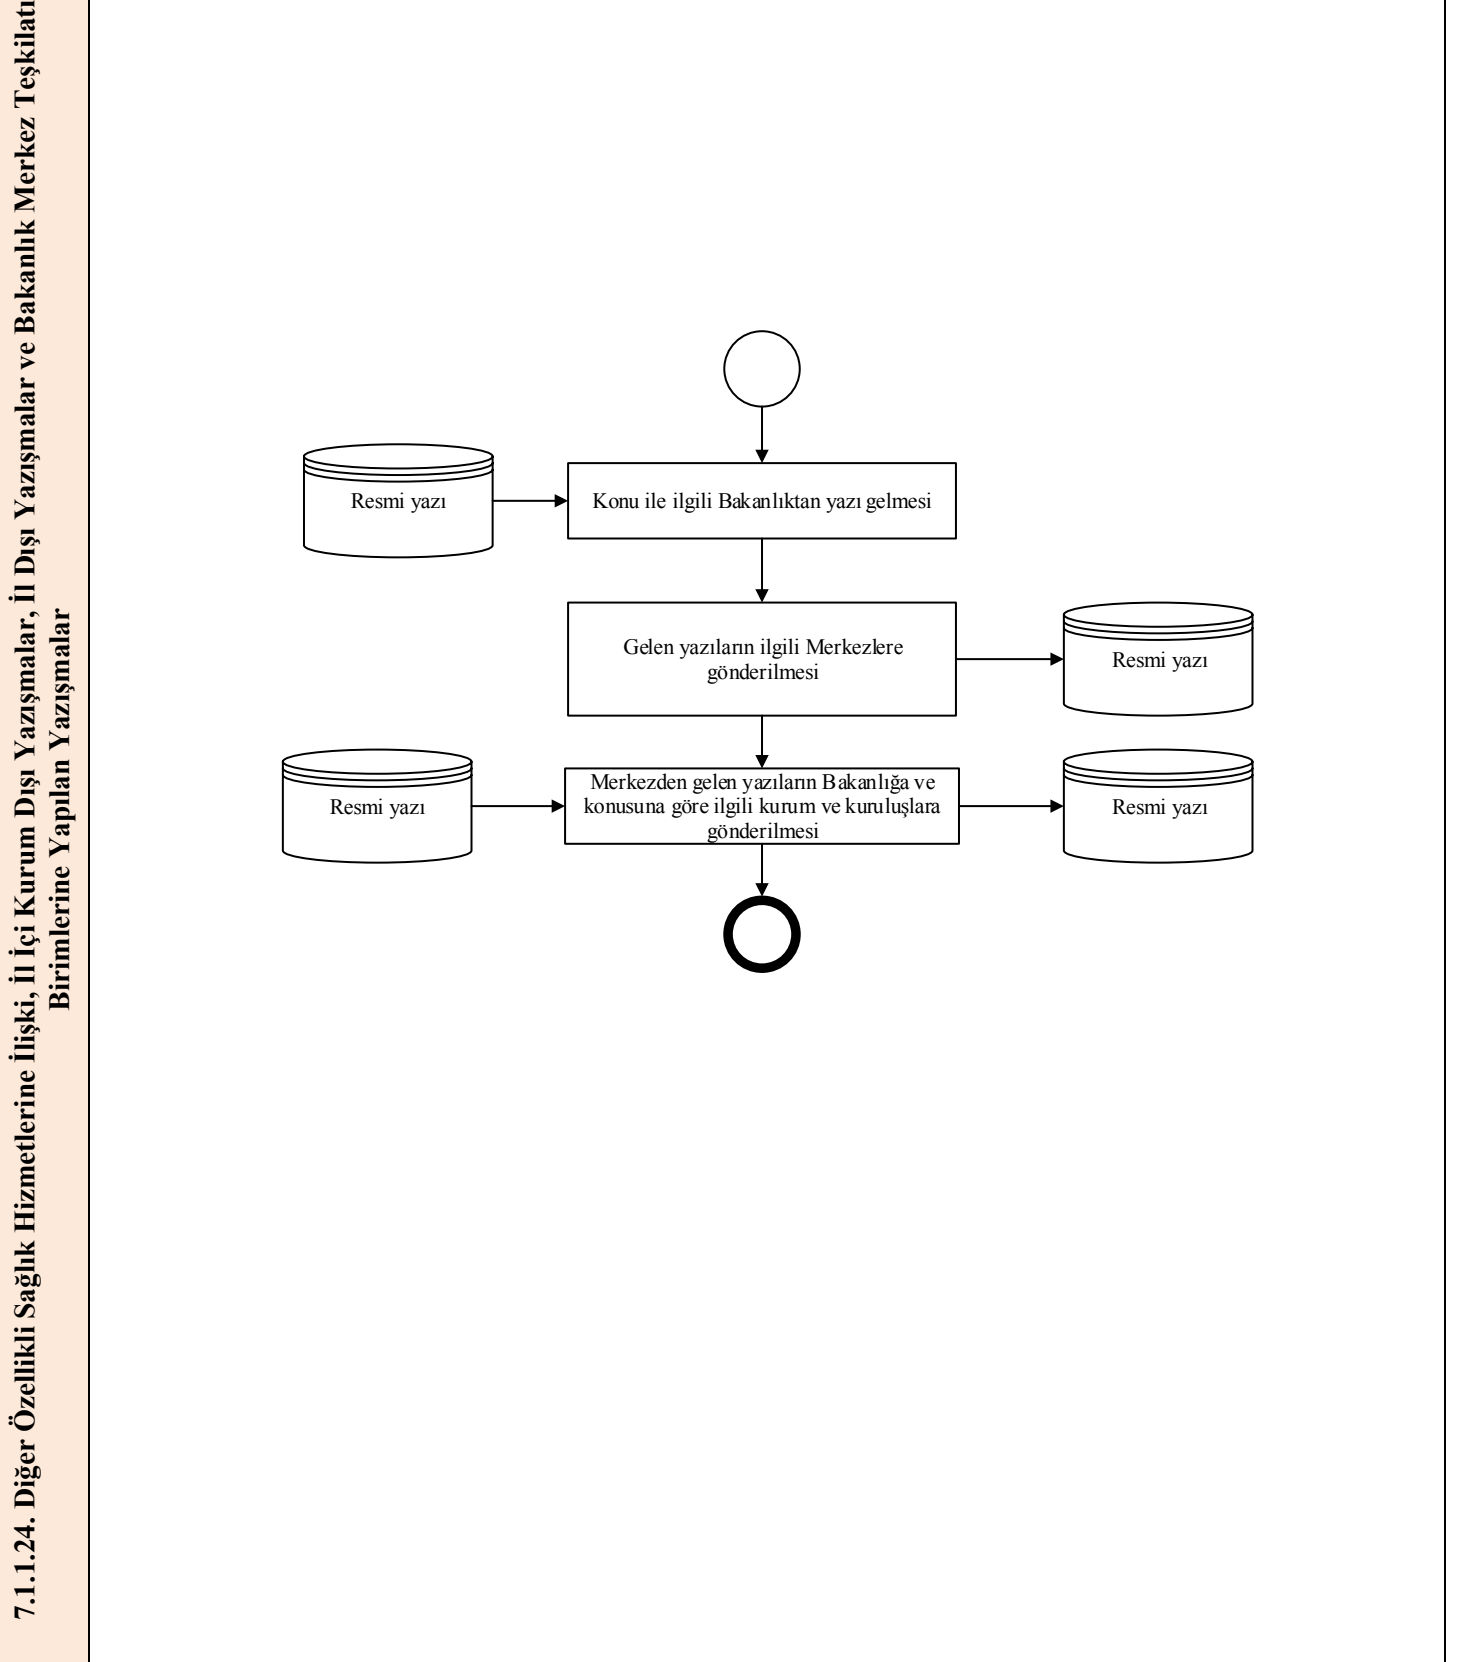 7.1.1.24. Diğer Özellikli Sağlık Hizmetlerine İlişki, İl İçi Kurum Dışı Yazışmalar, İl Dışı Yazışmalar ve Bakanlık Merkez Teşkilatı
Birimlerine Yapılan Yazışmalar
Resmi yazı
Konu ile ilgili Bakanlıktan yazı gelmesi
Gelen yazıların ilgili Merkezlere
gönderilmesi
Resmi yazı
Resmi yazı
Merkezden gelen yazıların Bakanlığa ve
konusuna göre ilgili kurum ve kuruluşlara
gönderilmesi
Resmi yazı